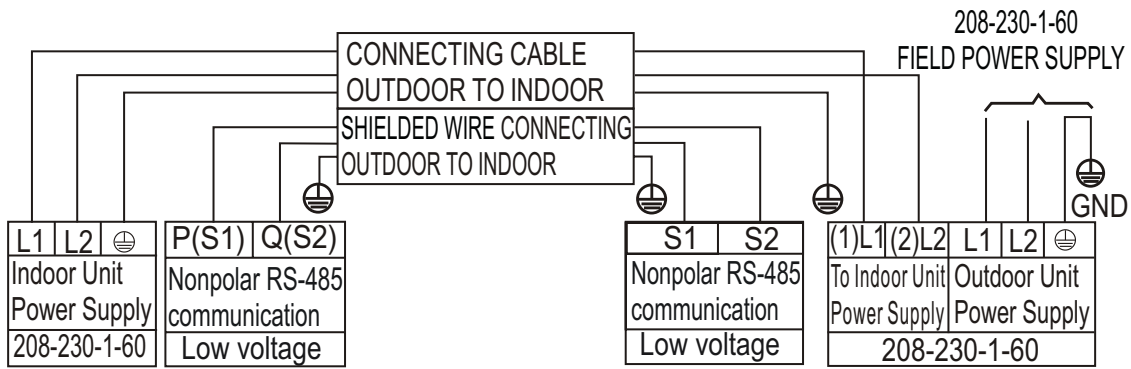 208-230-1-60
FIELD POWER SUPPLY
CONNECTING CABLE
OUTDOOR TO INDOOR
SHIELDED WIRE CONNECTING
OUTDOOR TO INDOOR
GND
L1 L2
Indoor Unit
Power Supply
208-230-1-60
P(S1) Q(S2)
Nonpolar RS-485
communication
Low voltage
S1 S2
Nonpolar RS-485
communication
Low voltage
(1)L1 (2)L2 L1 L2
To Indoor Unit
Power Supply
Outdoor Unit
Power Supply
208-230-1-60